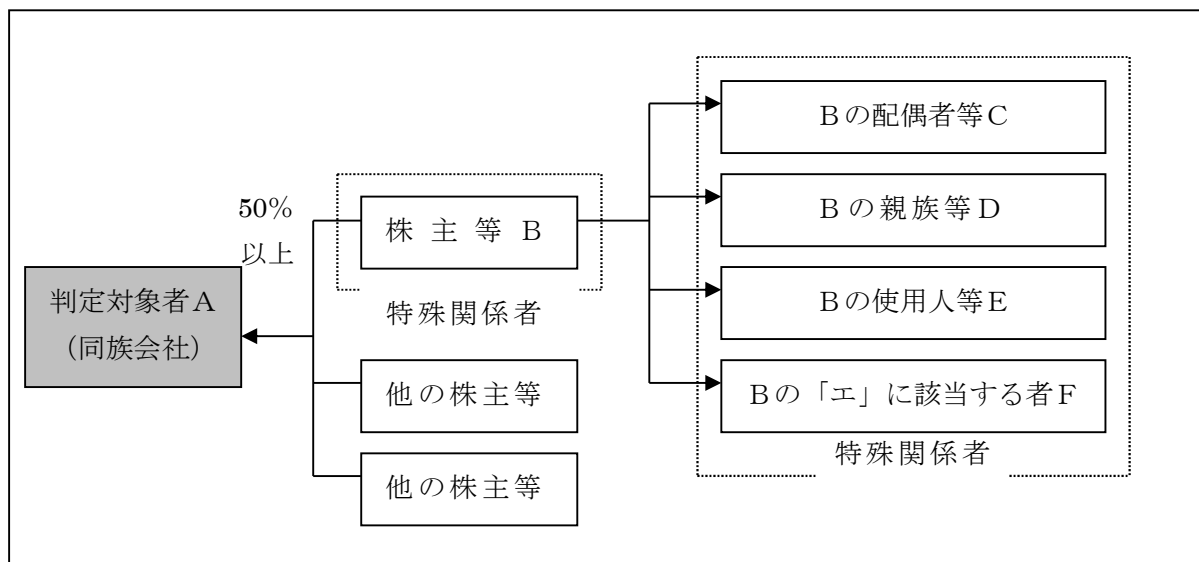 50%
以上
判定対象者A
（同族会社）
株主等B
特殊関係者
他の株主等
他の株主等
Bの配偶者等C
Bの親族等D
Bの使用人等E
Bの「エ」に該当する者F
特殊関係者